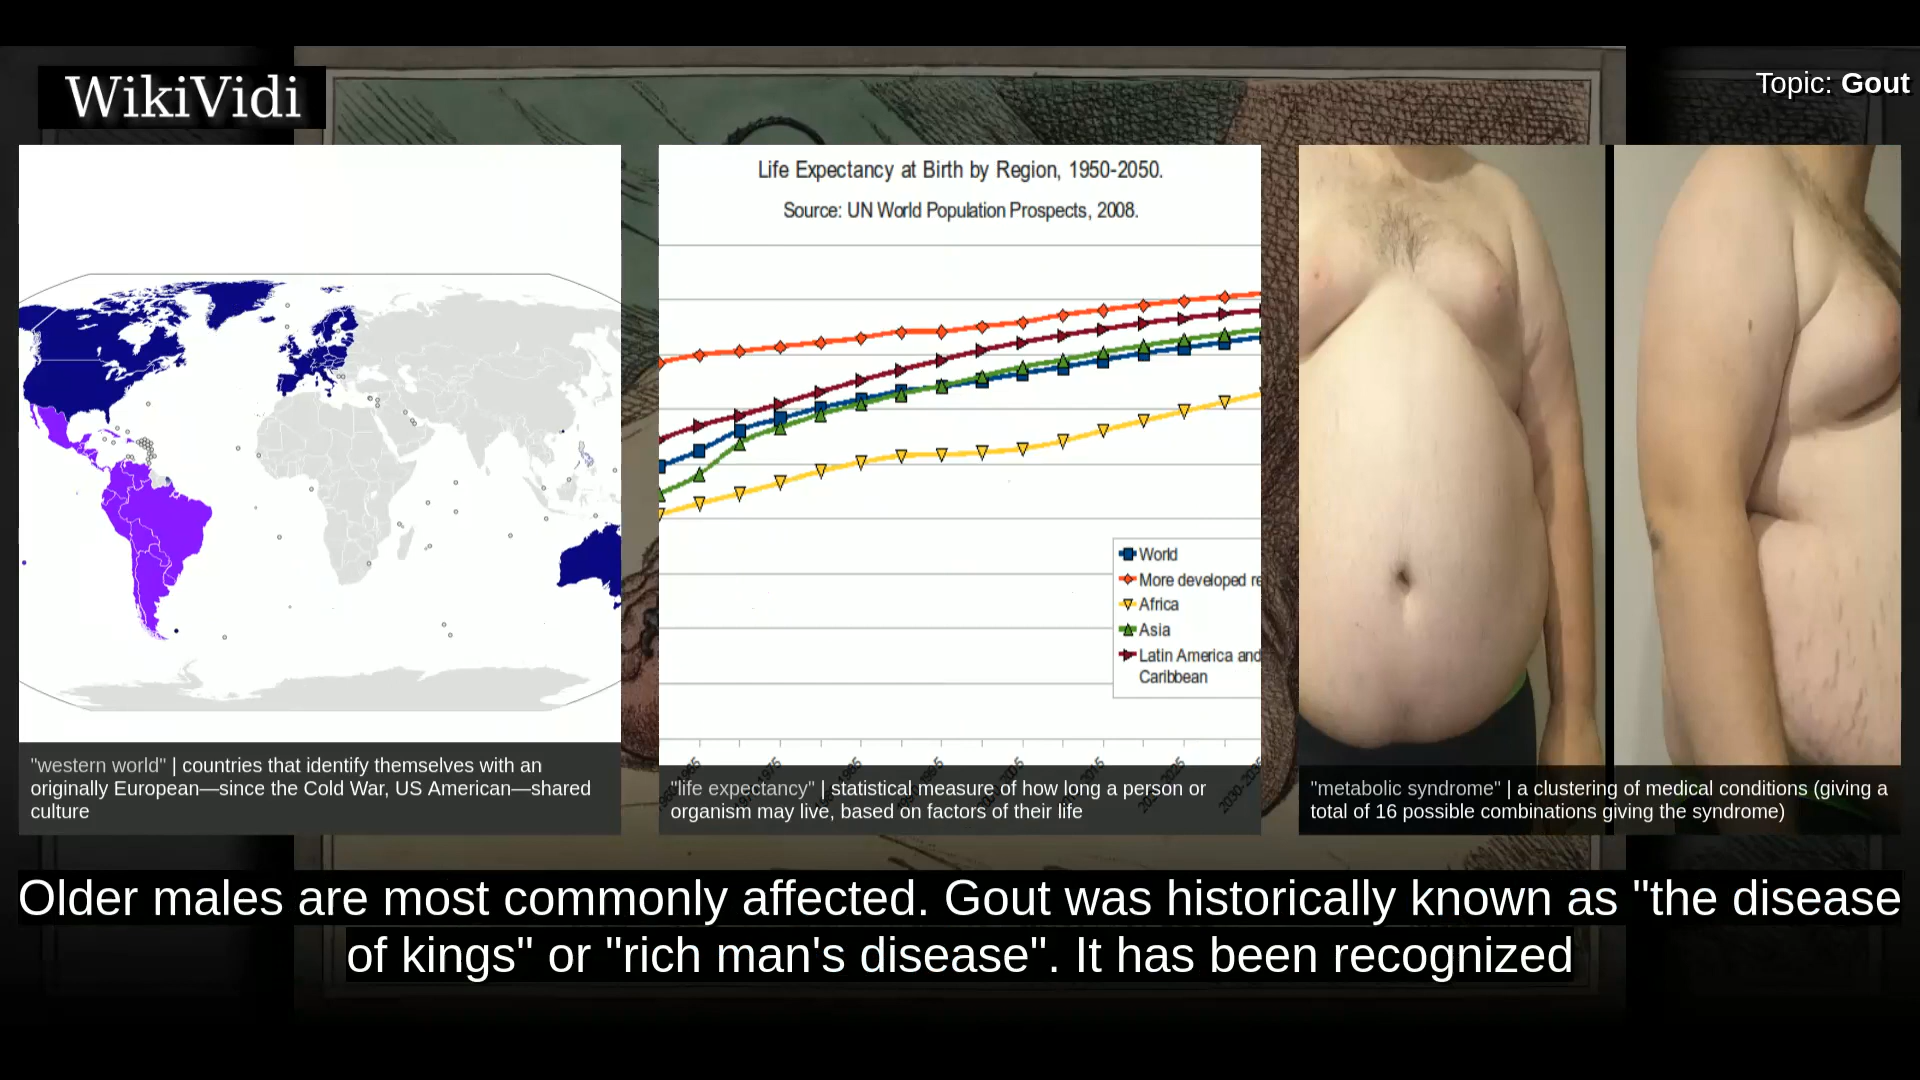 WikiVidi
Topic: Gout
Life Expectancy at Birth by Region, 1950-2050.
Source: UN World Population Prospects, 2008.
World
More developed re
Africa
Asia
Latin America and
Caribbean
"western world" | countries that identify themselves with an
originally European—since the Cold War, US American—shared
culture
"life expectancy" | statistical measure of how long a person or
organism may live, based on factors of their life
"metabolic syndrome" | a clustering of medical conditions (giving a
total of 16 possible combinations giving the syndrome)
Older males are most commonly affected. Gout was historically known as "the disease
of kings" or "rich man's disease". It has been recognized